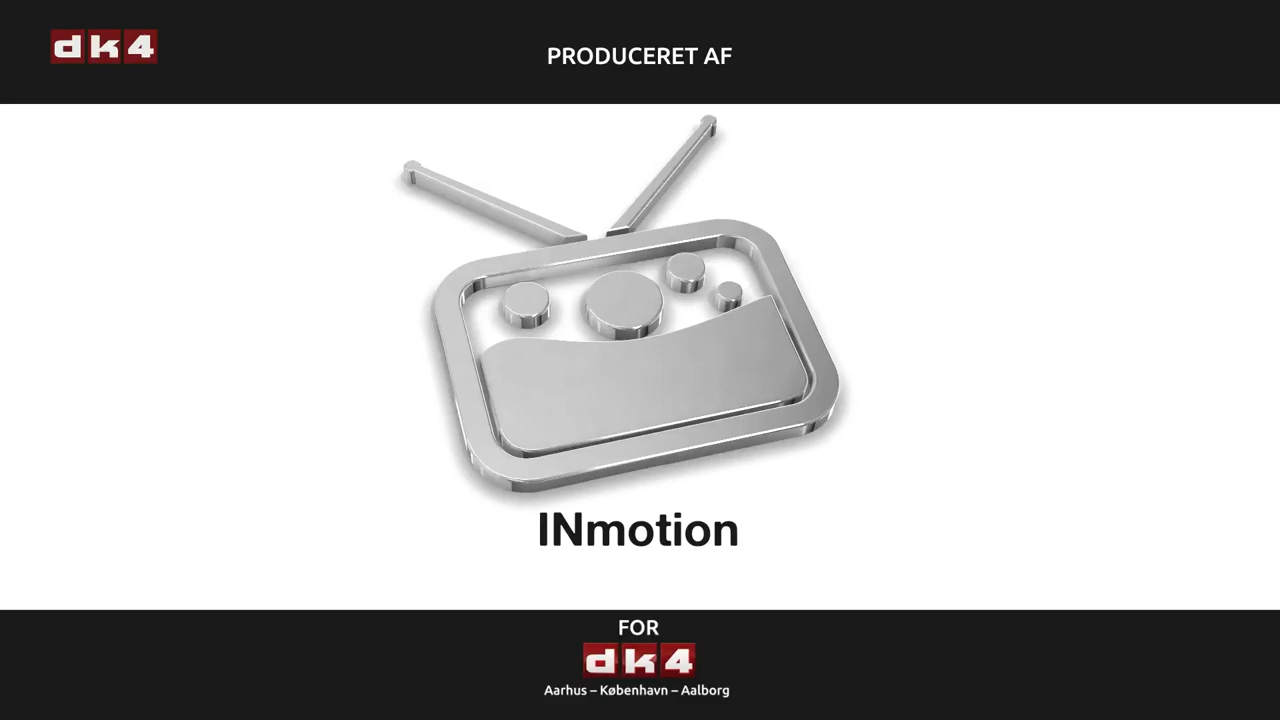 dk4
PRODUCERET AF
INmotion
FOR
dk4
Aarhus – København – Aalborg